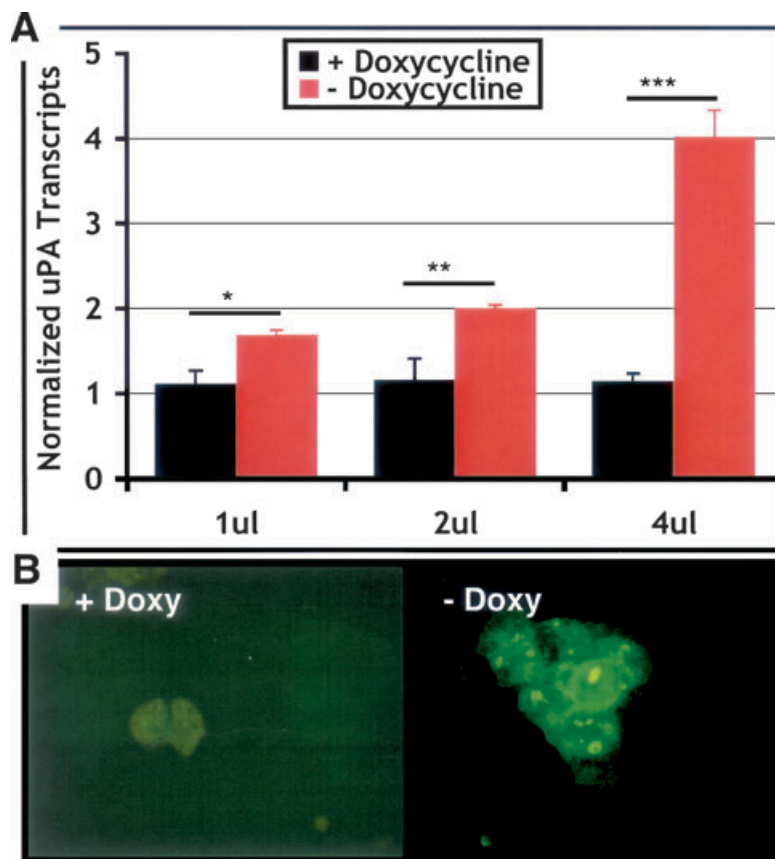 A
5
+ Doxycycline
- Doxycycline
***
4
Normalized uPA Transcripts
3
**
*
2
1
0
1ul
2ul
4ul
B
+ Doxy
- Doxy